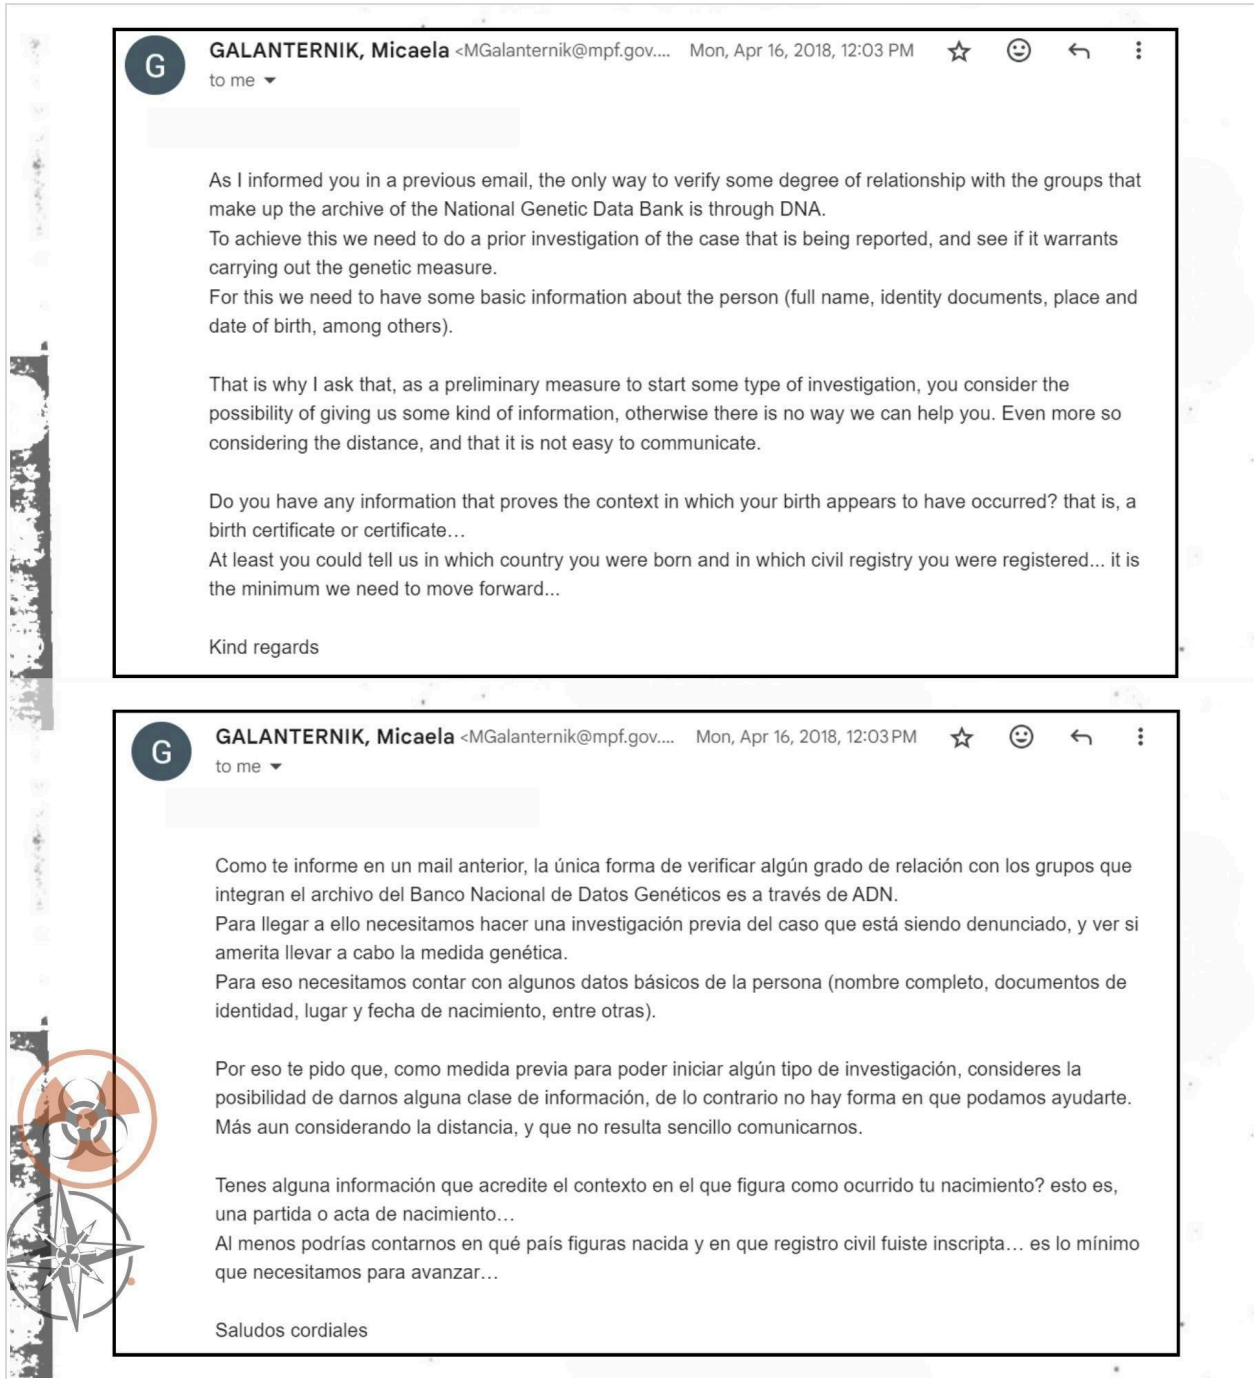 G
GALANTERNIK, Micaela <MGalanternik@mpf.gov.... Mon, Apr 16, 2018, 12:03 PM
to me
As I informed you in a previous email, the only way to verify some degree of relationship with the groups that
make up the archive of the National Genetic Data Bank is through DNA.
To achieve this we need to do a prior investigation of the case that is being reported, and see if it warrants
carrying out the genetic measure.
For this we need to have some basic information about the person (full name, identity documents, place and
date of birth, among others).
That is why I ask that, as a preliminary measure to start some type of investigation, you consider the
possibility of giving us some kind of information, otherwise there is no way we can help you. Even more so
considering the distance, and that it is not easy to communicate.
Do you have any information that proves the context in which your birth appears to have occurred? that is, a
birth certificate or certificate…
At least you could tell us in which country you were born and in which civil registry you were registered... it is
the minimum we need to move forward...
Kind regards
G
GALANTERNIK, Micaela <MGalanternik@mpf.gov.... Mon, Apr 16, 2018, 12:03 PM
to me
Como te informe en un mail anterior, la única forma de verificar algún grado de relación con los grupos que
integran el archivo del Banco Nacional de Datos Genéticos es a través de ADN.
Para llegar a ello necesitamos hacer una investigación previa del caso que está siendo denunciado, y ver si
amerita llevar a cabo la medida genética.
Para eso necesitamos contar con algunos datos básicos de la persona (nombre completo, documentos de
identidad, lugar y fecha de nacimiento, entre otras).
Por eso te pido que, como medida previa para poder iniciar algún tipo de investigación, consideres la
posibilidad de darnos alguna clase de información, de lo contrario no hay forma en que podamos ayudarte.
Más aun considerando la distancia, y que no resulta sencillo comunicarnos.
Tenes alguna información que acredite el contexto en el que figura como ocurrido tu nacimiento? esto es,
una partida o acta de nacimiento…
Al menos podrías contarnos en qué país figuras nacida y en que registro civil fuiste inscripta… es lo mínimo
que necesitamos para avanzar…
Saludos cordiales